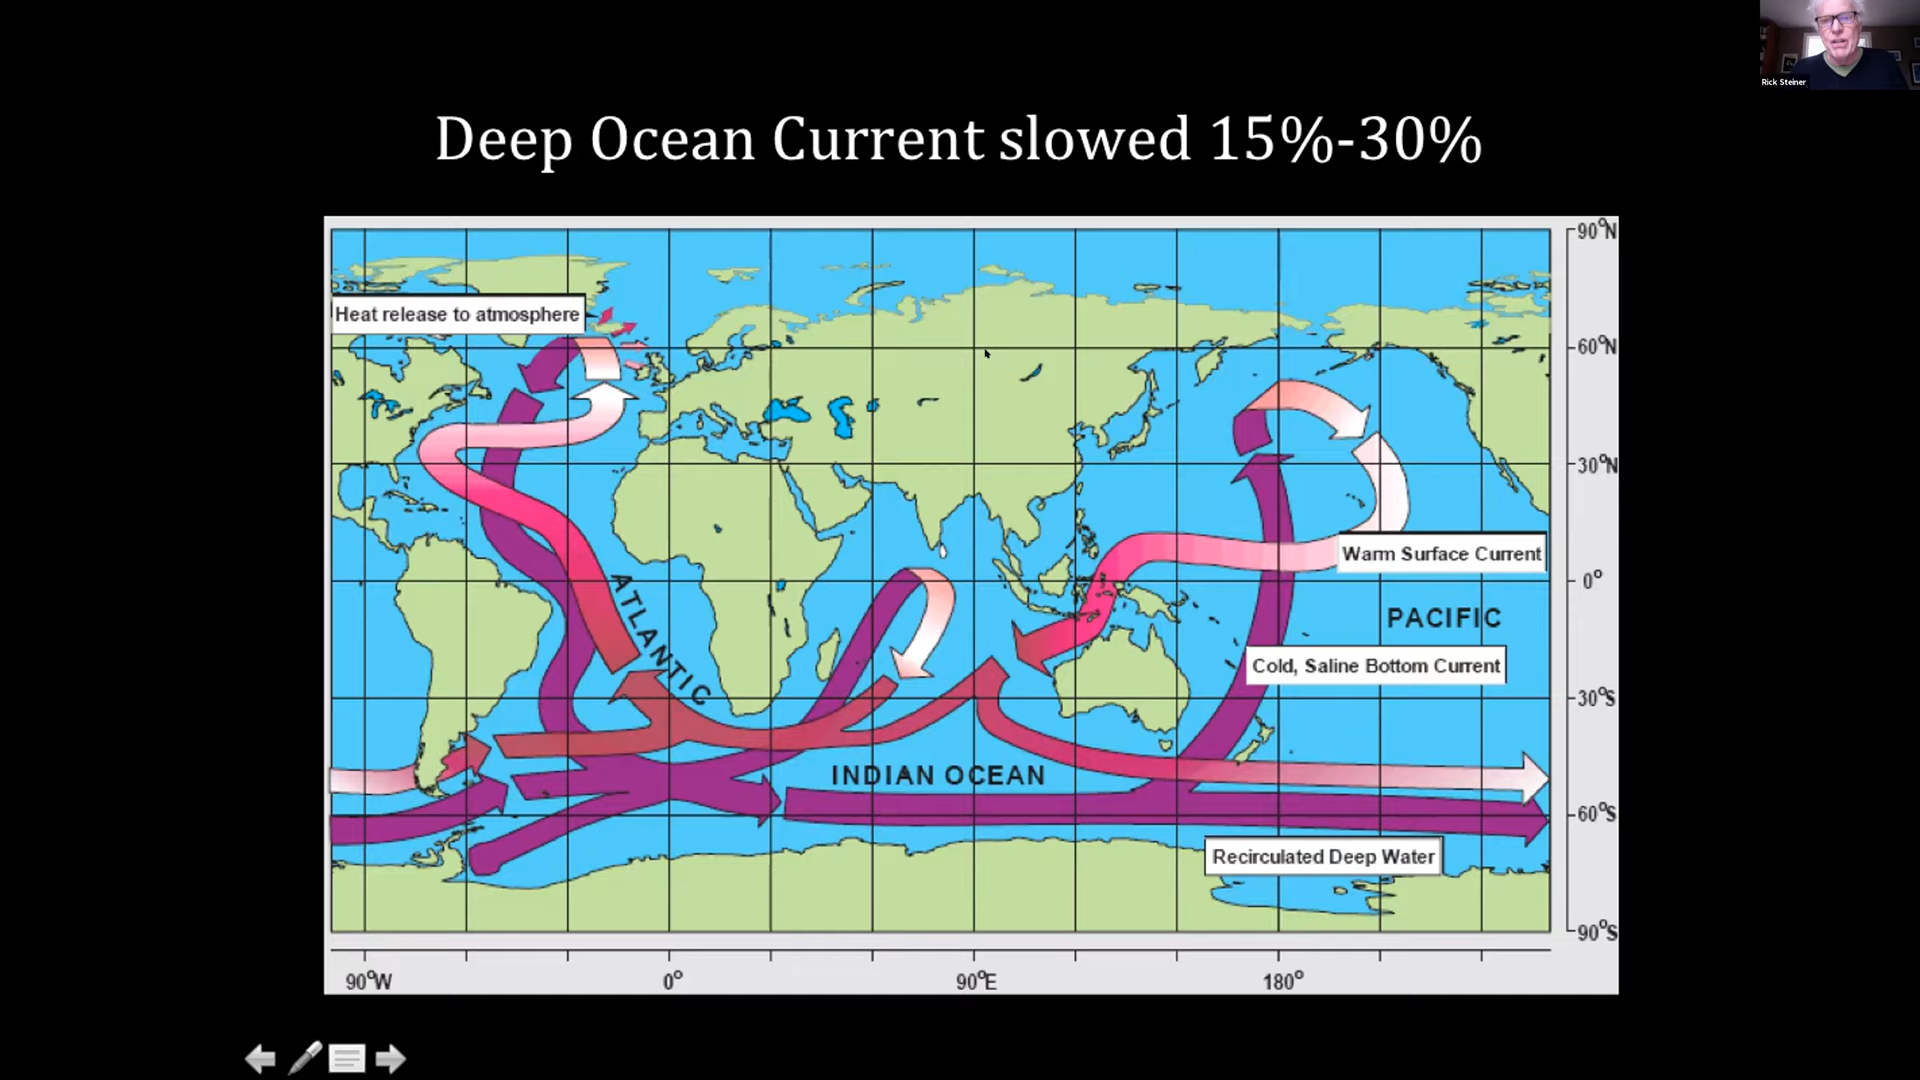 Rick Steiner
Deep Ocean Current slowed 15%-30%
90°N
Heat release to atmosphere
60°N
30°N
Warm Surface Current
0°
ATLANTIC
PACIFIC
Cold, Saline Bottom Current
30°S
INDIAN OCEAN
60°S
Recirculated Deep Water
90°S
90°W
0°
90°E
180°